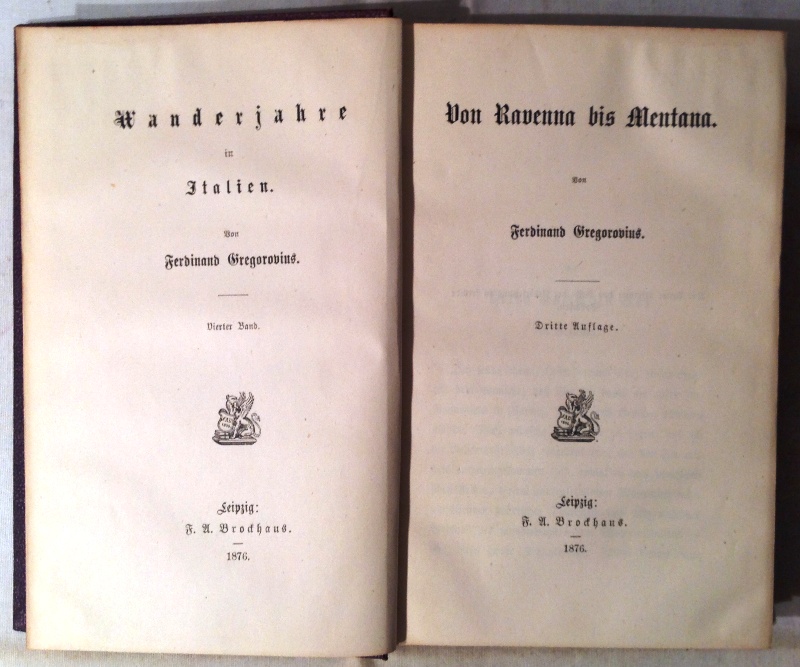 Wanderjahre
in
Italien.
Von
Ferdinand Gregorovius.
Vierter Band.
Leipzig:
F. A. Brockhaus.
1876.
Von Ravenna bis Mentana.
Von
Ferdinand Gregorovius.
Dritte Auflage.
Leipzig:
F. A. Brockhaus.
1876.